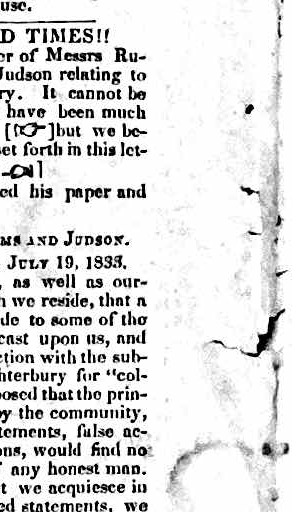 use.
D TIMES!!
er of Messrs Ru-
Judson relating to
ry. It cannot be
have been much
[☞]but we be-
set forth in this let-
ed his paper and
MS AND JUDSON.
JULY 19, 1833.
, as well as our-
h we reside, that a
de to some of the
cast upon us, and
ction with the sub-
nterbury for "col-
posed that the prin-
by the community,
tements, false ac-
ons, would find no
any honest man.
t we acquiesce in
ed statements, we